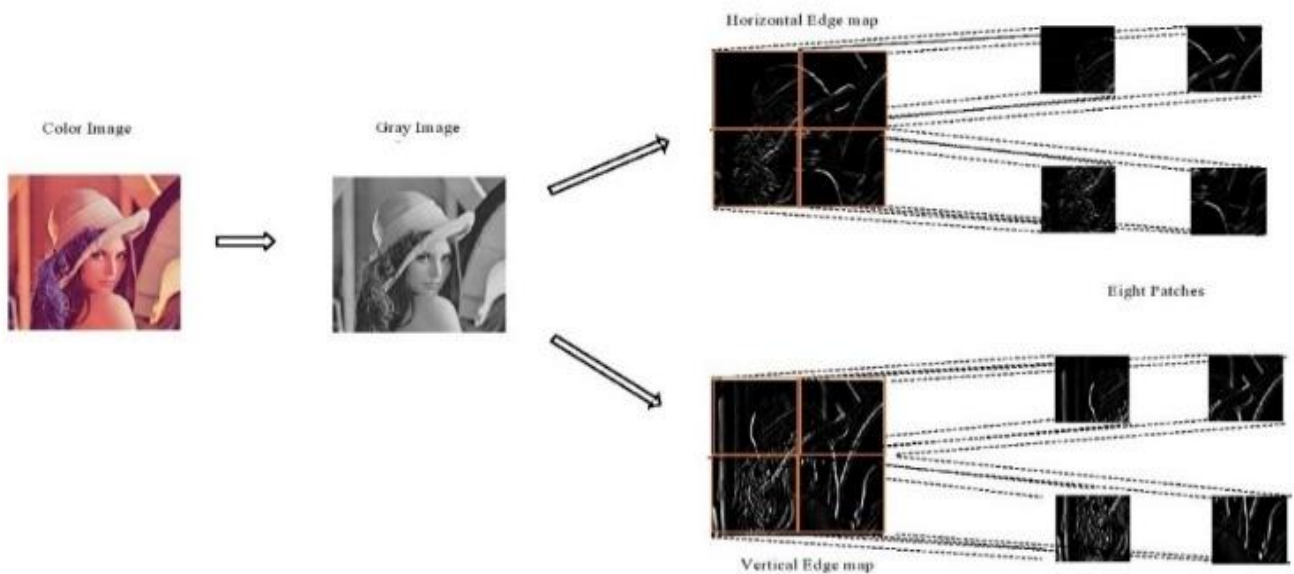 Horizontal Edge map
Color Image
Gray Image
Eight Patches
Vertical Edge map